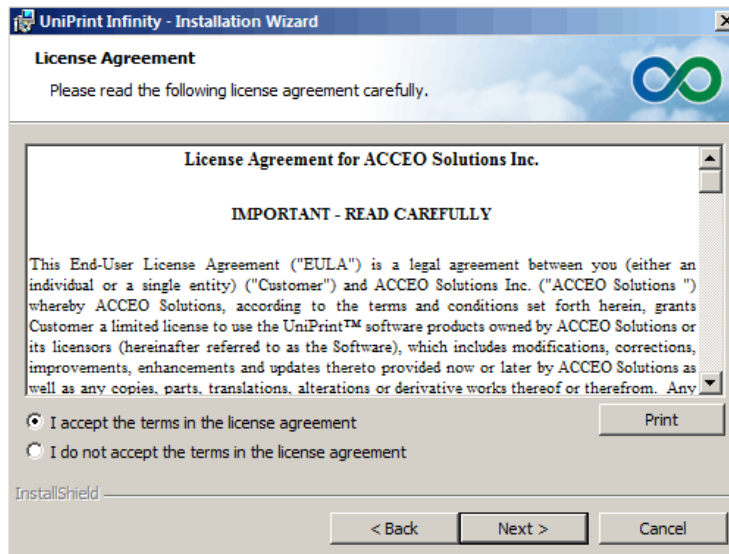 UniPrint Infinity - Installation Wizard
License Agreement
Please read the following license agreement carefully.
License Agreement for ACCEO Solutions Inc.
IMPORTANT - READ CAREFULLY
This End-User License Agreement ("EULA") is a legal agreement between you (either an
individual or a single entity) ("Customer") and ACCEO Solutions Inc. ("ACCEO Solutions ")
whereby ACCEO Solutions, according to the terms and conditions set forth herein, grants
Customer a limited license to use the UniPrint™ software products owned by ACCEO Solutions or
its licensors (hereinafter referred to as the Software), which includes modifications, corrections,
improvements, enhancements and updates thereto provided now or later by ACCEO Solutions as
well as any copies, parts, translations, alterations or derivative works thereof or therefrom. Any
I accept the terms in the license agreement
Print
I do not accept the terms in the license agreement
InstallShield
< Back
Next >
Cancel